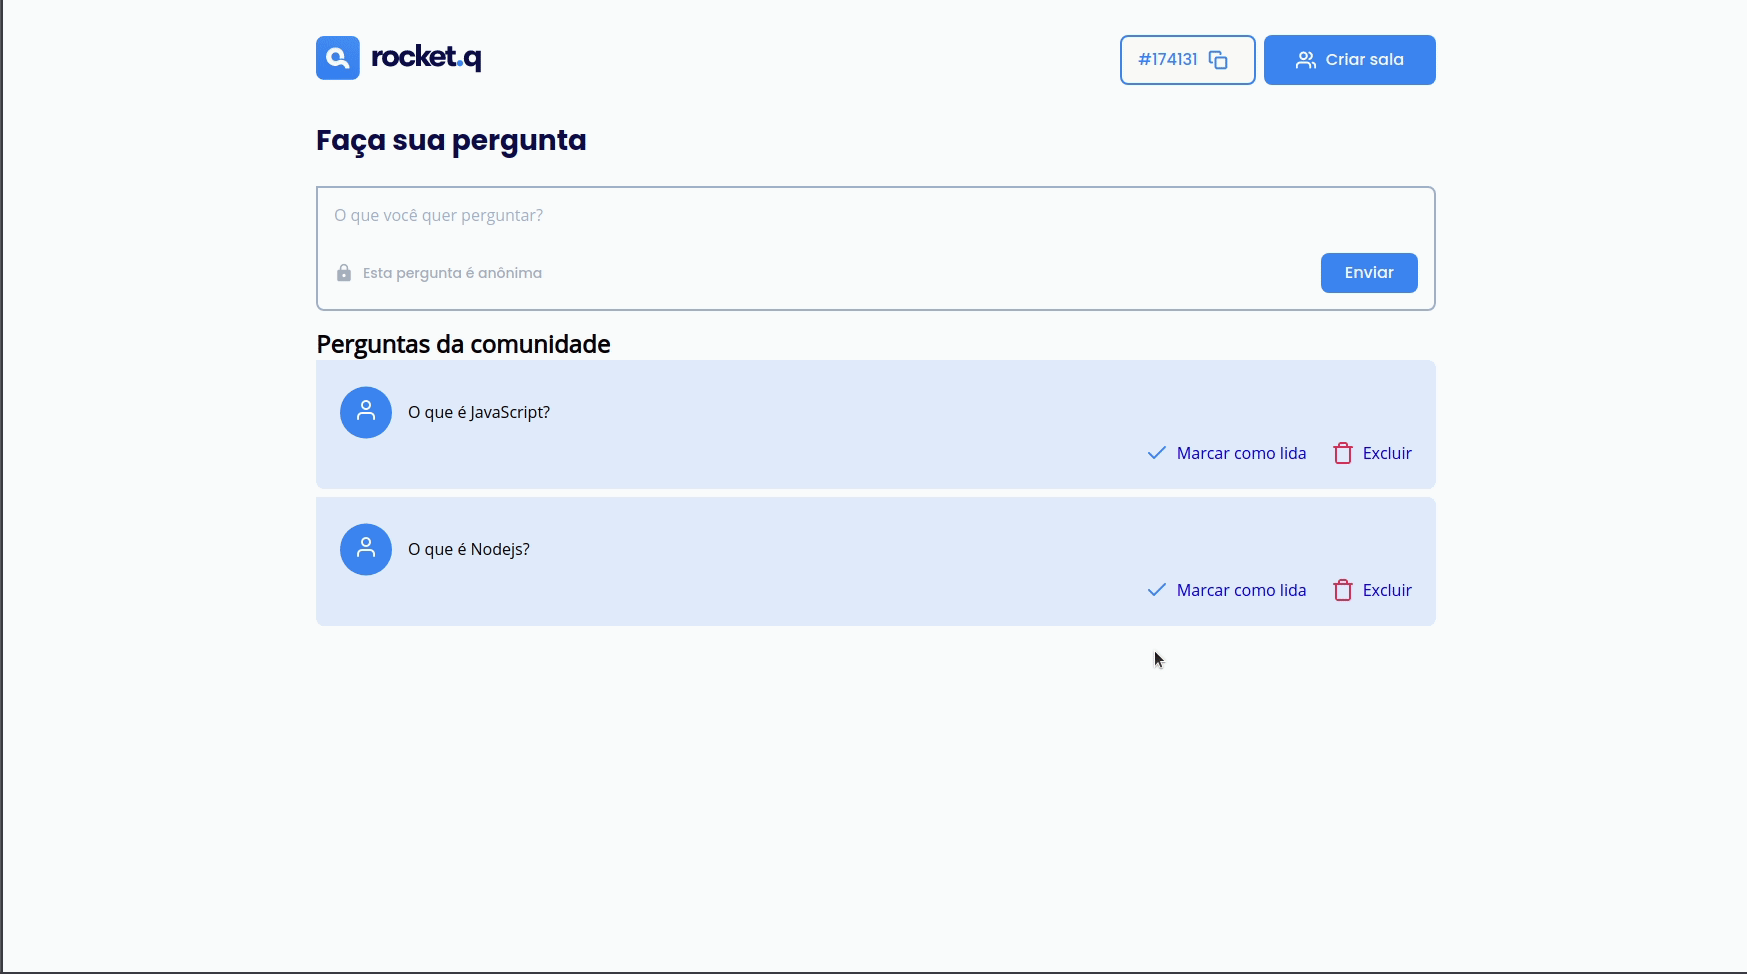 rocket.q
#174131
Criar sala
Faça sua pergunta
O que você quer perguntar?
Esta pergunta é anônima
Enviar
Perguntas da comunidade
O que é JavaScript?
Marcar como lida
Excluir
O que é Nodejs?
Marcar como lida
Excluir